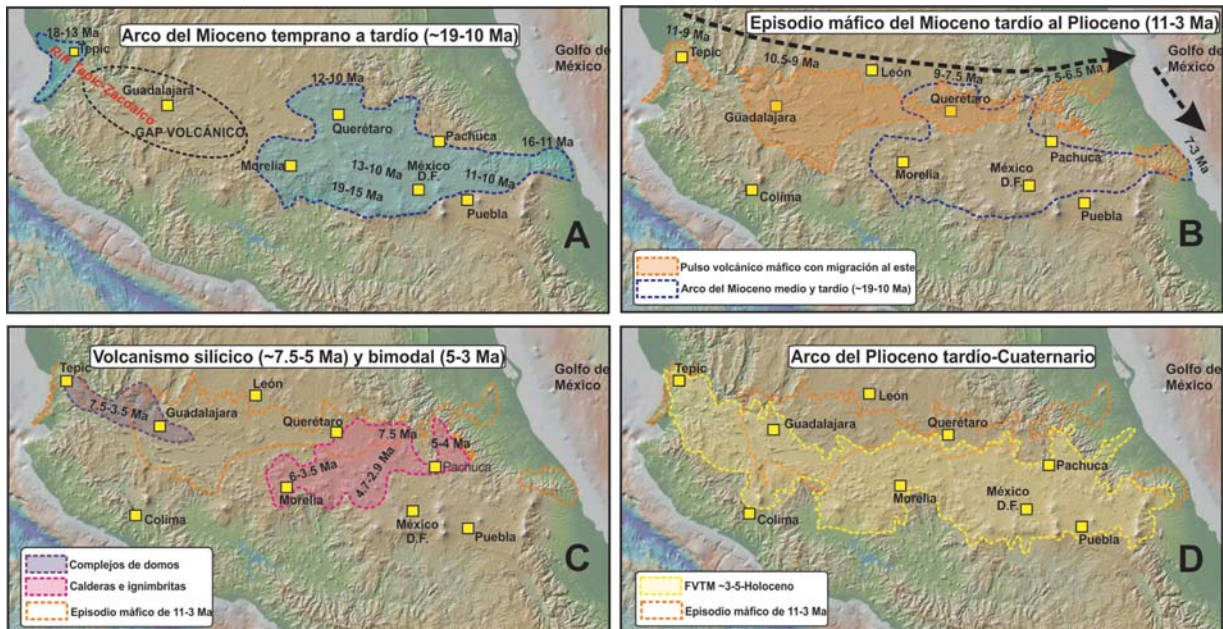 Arco del Mioceno temprano a tardío (~19-10 Ma)
Golfo de
México
18-13 Ma
Tepic
Rift Tepic-Zacoalco
Guadalajara
GAP VOLCÁNICO
12-10 Ma
Querétaro
Pachuca
16-11 Ma
Morelia
13-10 Ma
México
D.F.
11-10 Ma
19-15 Ma
Puebla
A
Episodio máfico del Mioceno tardío al Plioceno (11-3 Ma)
Golfo de
México
11-9 Ma
Tepic
10.5-9 Ma
León
9-7.5 Ma
7.5-6.5 Ma
Querétaro
Guadalajara
Pachuca
7-3 Ma
Morelia
México
D.F.
Colima
Puebla
B
Pulso volcánico máfico con migración al este
Arco del Mioceno medio y tardío (~19-10 Ma)
Volcanismo silícico (~7.5-5 Ma) y bimodal (5-3 Ma)
Golfo de
México
Tepic
León
7.5-3.5 Ma
Guadalajara
Querétaro
7.5 Ma
5-4 Ma
Pachuca
6-3.5 Ma
4.7-2.9 Ma
Morelia
Colima
México
D.F.
Puebla
C
Complejos de domos
Calderas e ignimbritas
Episodio máfico de 11-3 Ma
Arco del Plioceno tardío-Cuaternario
Golfo de
México
Tepic
León
Guadalajara
Querétaro
Pachuca
Morelia
México
D.F.
Colima
Puebla
D
FVTM ~3-5-Holoceno
Episodio máfico de 11-3 Ma